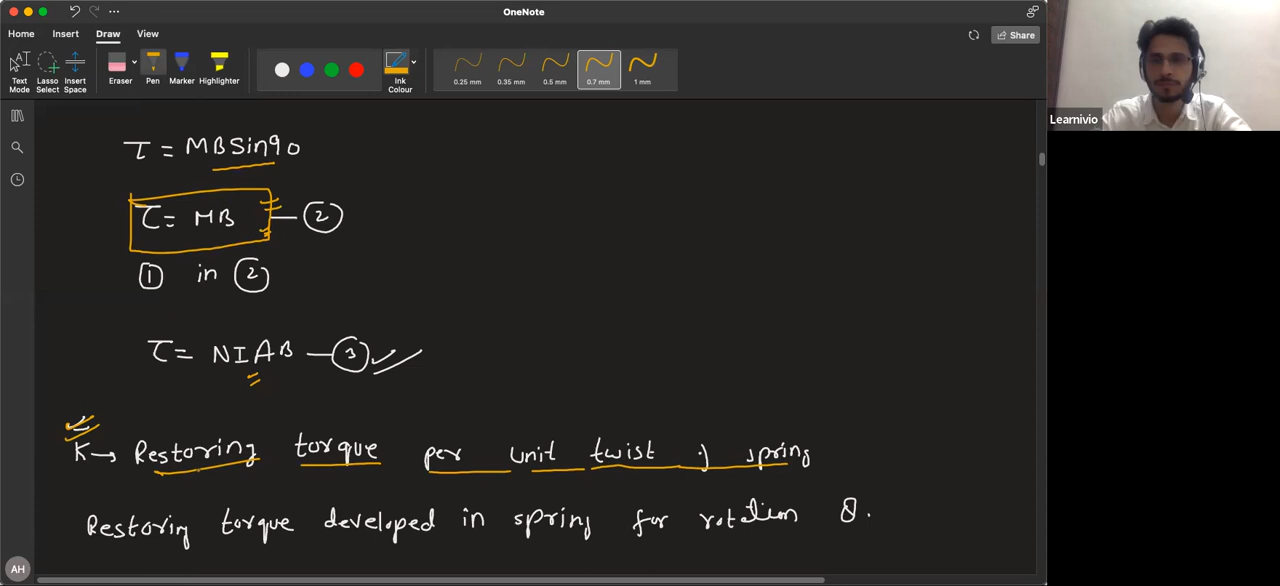 OneNote
Home Insert Draw View
Share
Text Mode
Lasso Select
Insert Space
Eraser
Pen
Marker
Highlighter
Ink Colour
0.25 mm
0.35 mm
0.5 mm
0.7 mm
1 mm
Learnivio
τ = MBSin90
τ = MB — ②
① in ②
τ = NIAB — ③
K → Restoring torque per unit twist of spring
Restoring torque developed in spring for rotation θ.
AH